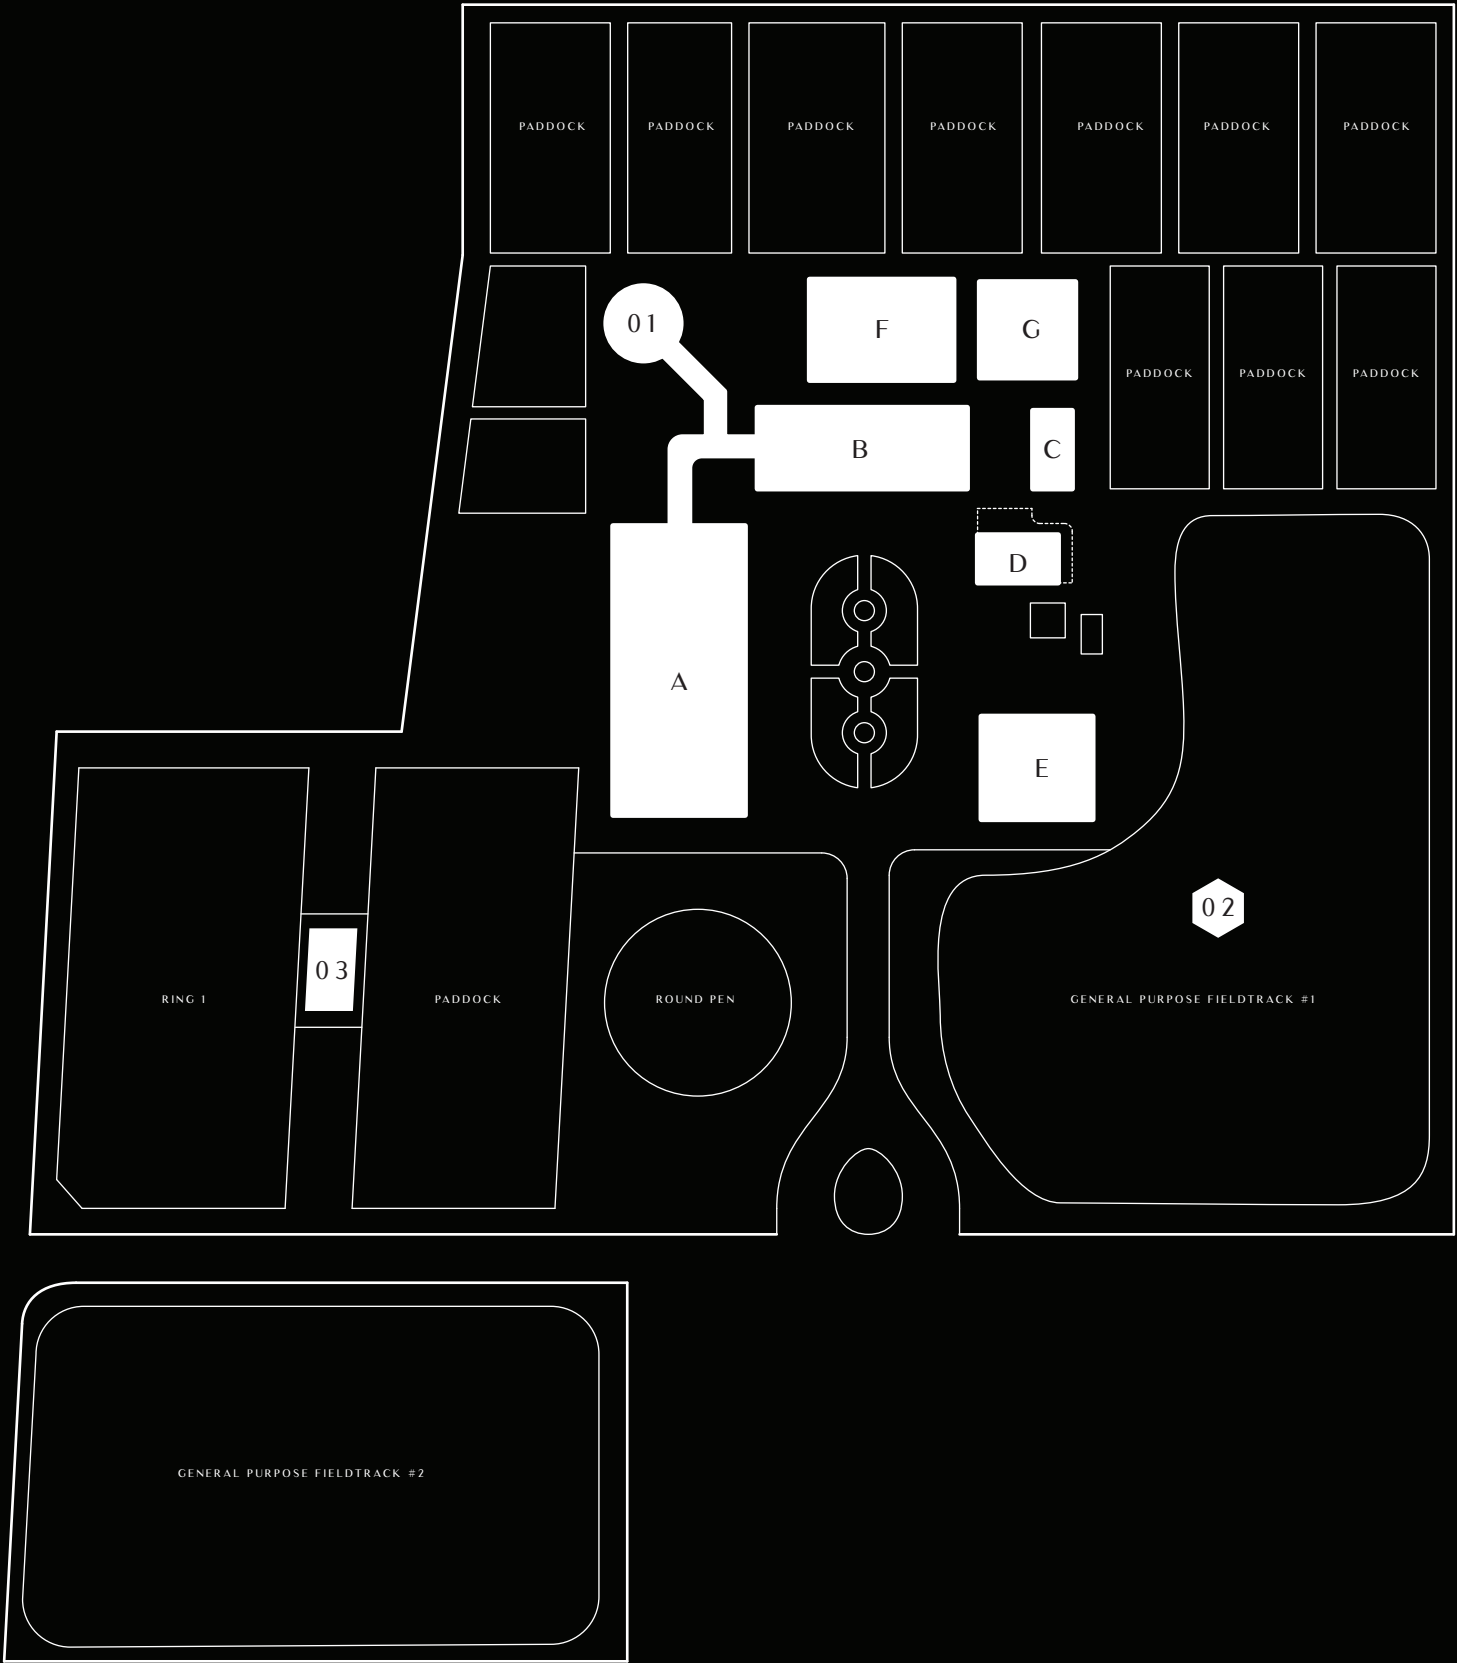 PADDOCK
PADDOCK
PADDOCK
PADDOCK
PADDOCK
PADDOCK
PADDOCK
01
F
G
PADDOCK
PADDOCK
PADDOCK
B
C
D
A
E
02
03
RING 1
PADDOCK
ROUND PEN
GENERAL PURPOSE FIELDTRACK #1
GENERAL PURPOSE FIELDTRACK #2